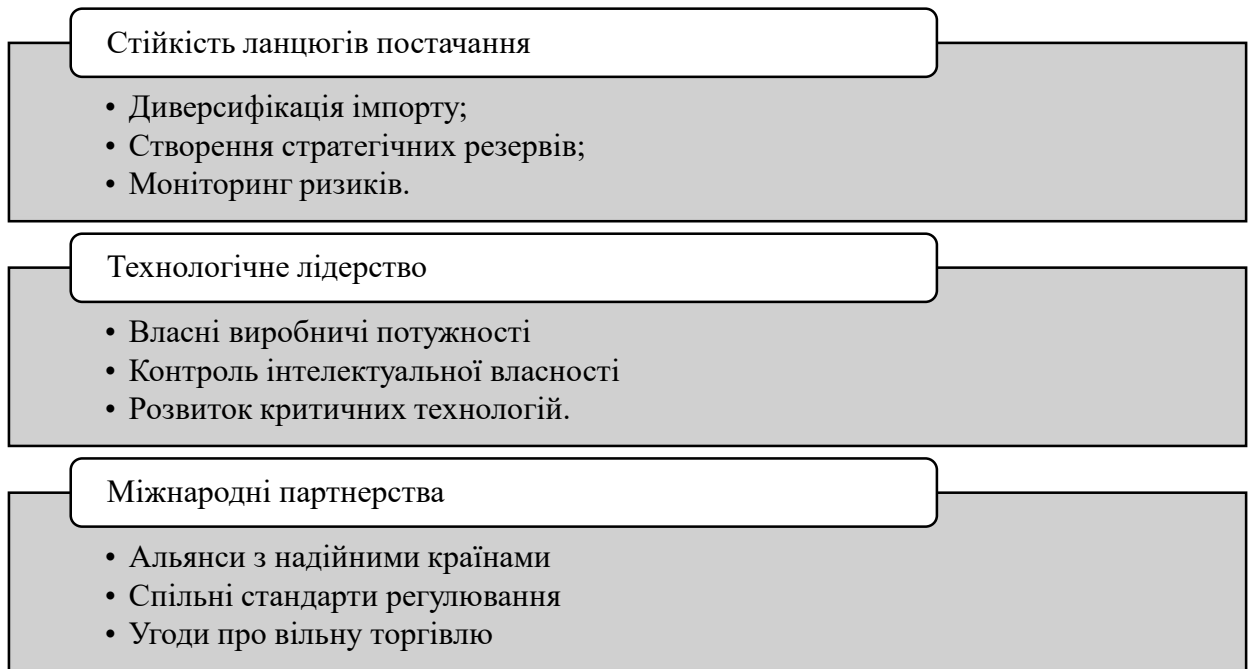 Стійкість ланцюгів постачання
• Диверсифікація імпорту;
• Створення стратегічних резервів;
• Моніторинг ризиків.
Технологічне лідерство
• Власні виробничі потужності
• Контроль інтелектуальної власності
• Розвиток критичних технологій.
Міжнародні партнерства
• Альянси з надійними країнами
• Спільні стандарти регулювання
• Угоди про вільну торгівлю